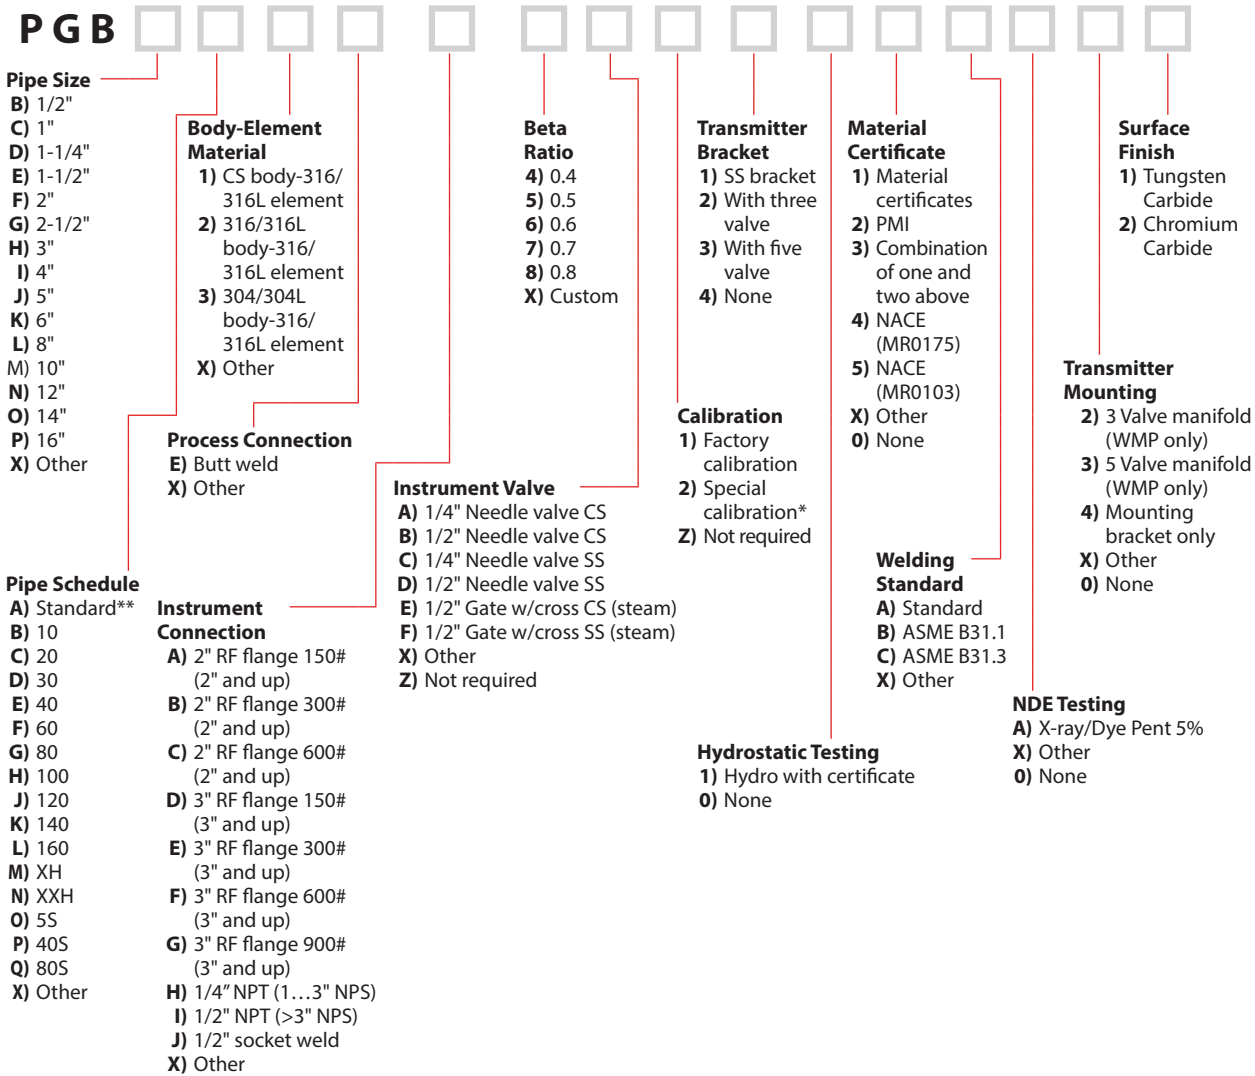 PGB
Pipe Size
B) 1/2"
C) 1"
D) 1-1/4"
E) 1-1/2"
F) 2"
G) 2-1/2"
H) 3"
I) 4"
J) 5"
K) 6"
L) 8"
M) 10"
N) 12"
O) 14"
P) 16"
X) Other
Pipe Schedule
A) Standard**
B) 10
C) 20
D) 30
E) 40
F) 60
G) 80
H) 100
J) 120
K) 140
L) 160
M) XH
N) XXH
O) 5S
P) 40S
Q) 80S
X) Other
Body-Element
Material
1) CS body-316/
316L element
2) 316/316L
body-316/
316L element
3) 304/304L
body-316/
316L element
X) Other
Process Connection
E) Butt weld
X) Other
Instrument
Connection
A) 2" RF flange 150#
(2" and up)
B) 2" RF flange 300#
(2" and up)
C) 2" RF flange 600#
(2" and up)
D) 3" RF flange 150#
(3" and up)
E) 3" RF flange 300#
(3" and up)
F) 3" RF flange 600#
(3" and up)
G) 3" RF flange 900#
(3" and up)
H) 1/4” NPT (1…3" NPS)
I) 1/2" NPT (>3" NPS)
J) 1/2" socket weld
X) Other
Beta
Ratio
4) 0.4
5) 0.5
6) 0.6
7) 0.7
8) 0.8
X) Custom
Instrument Valve
A) 1/4" Needle valve CS
B) 1/2" Needle valve CS
C) 1/4" Needle valve SS
D) 1/2" Needle valve SS
E) 1/2" Gate w/cross CS (steam)
F) 1/2" Gate w/cross SS (steam)
X) Other
Z) Not required
Calibration
1) Factory
calibration
2) Special
calibration*
Z) Not required
Transmitter
Bracket
1) SS bracket
2) With three
valve
3) With five
valve
4) None
Hydrostatic Testing
1) Hydro with certificate
0) None
Material
Certificate
1) Material
certificates
2) PMI
3) Combination
of one and
two above
4) NACE
(MR0175)
5) NACE
(MR0103)
X) Other
0) None
Welding
Standard
A) Standard
B) ASME B31.1
C) ASME B31.3
X) Other
NDE Testing
A) X-ray/Dye Pent 5%
X) Other
0) None
Transmitter
Mounting
2) 3 Valve manifold
(WMP only)
3) 5 Valve manifold
(WMP only)
4) Mounting
bracket only
X) Other
0) None
Surface
Finish
1) Tungsten
Carbide
2) Chromium
Carbide